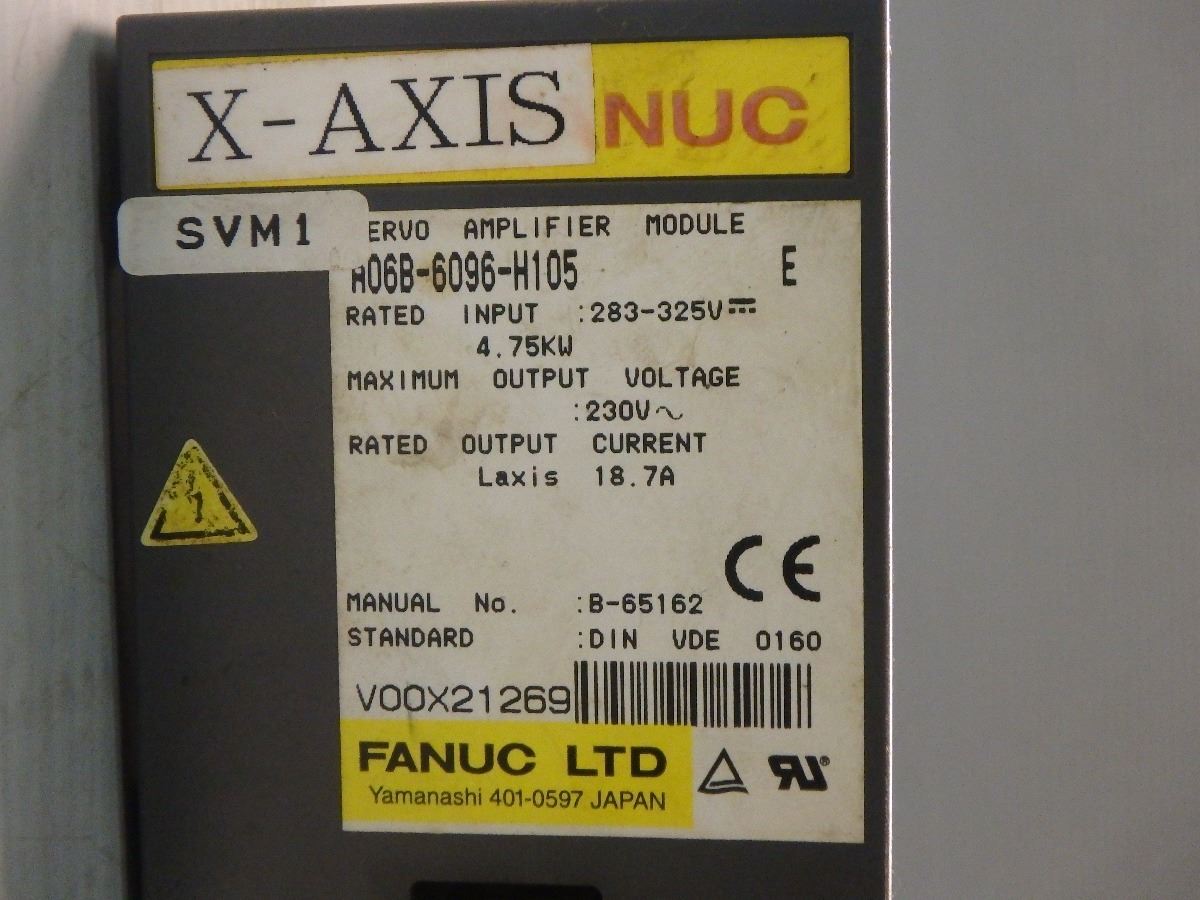 X-AXIS NUC
SVM1
ERVO AMPLIFIER MODULE
A06B-6096-H105 E
RATED INPUT :283-325V⎓
4.75KW
MAXIMUM OUTPUT VOLTAGE
:230V~
RATED OUTPUT CURRENT
Laxis 18.7A
CE
MANUAL No. :B-65162
STANDARD :DIN VDE 0160
V00X21269
FANUC LTD
Yamanashi 401-0597 JAPAN
RU®